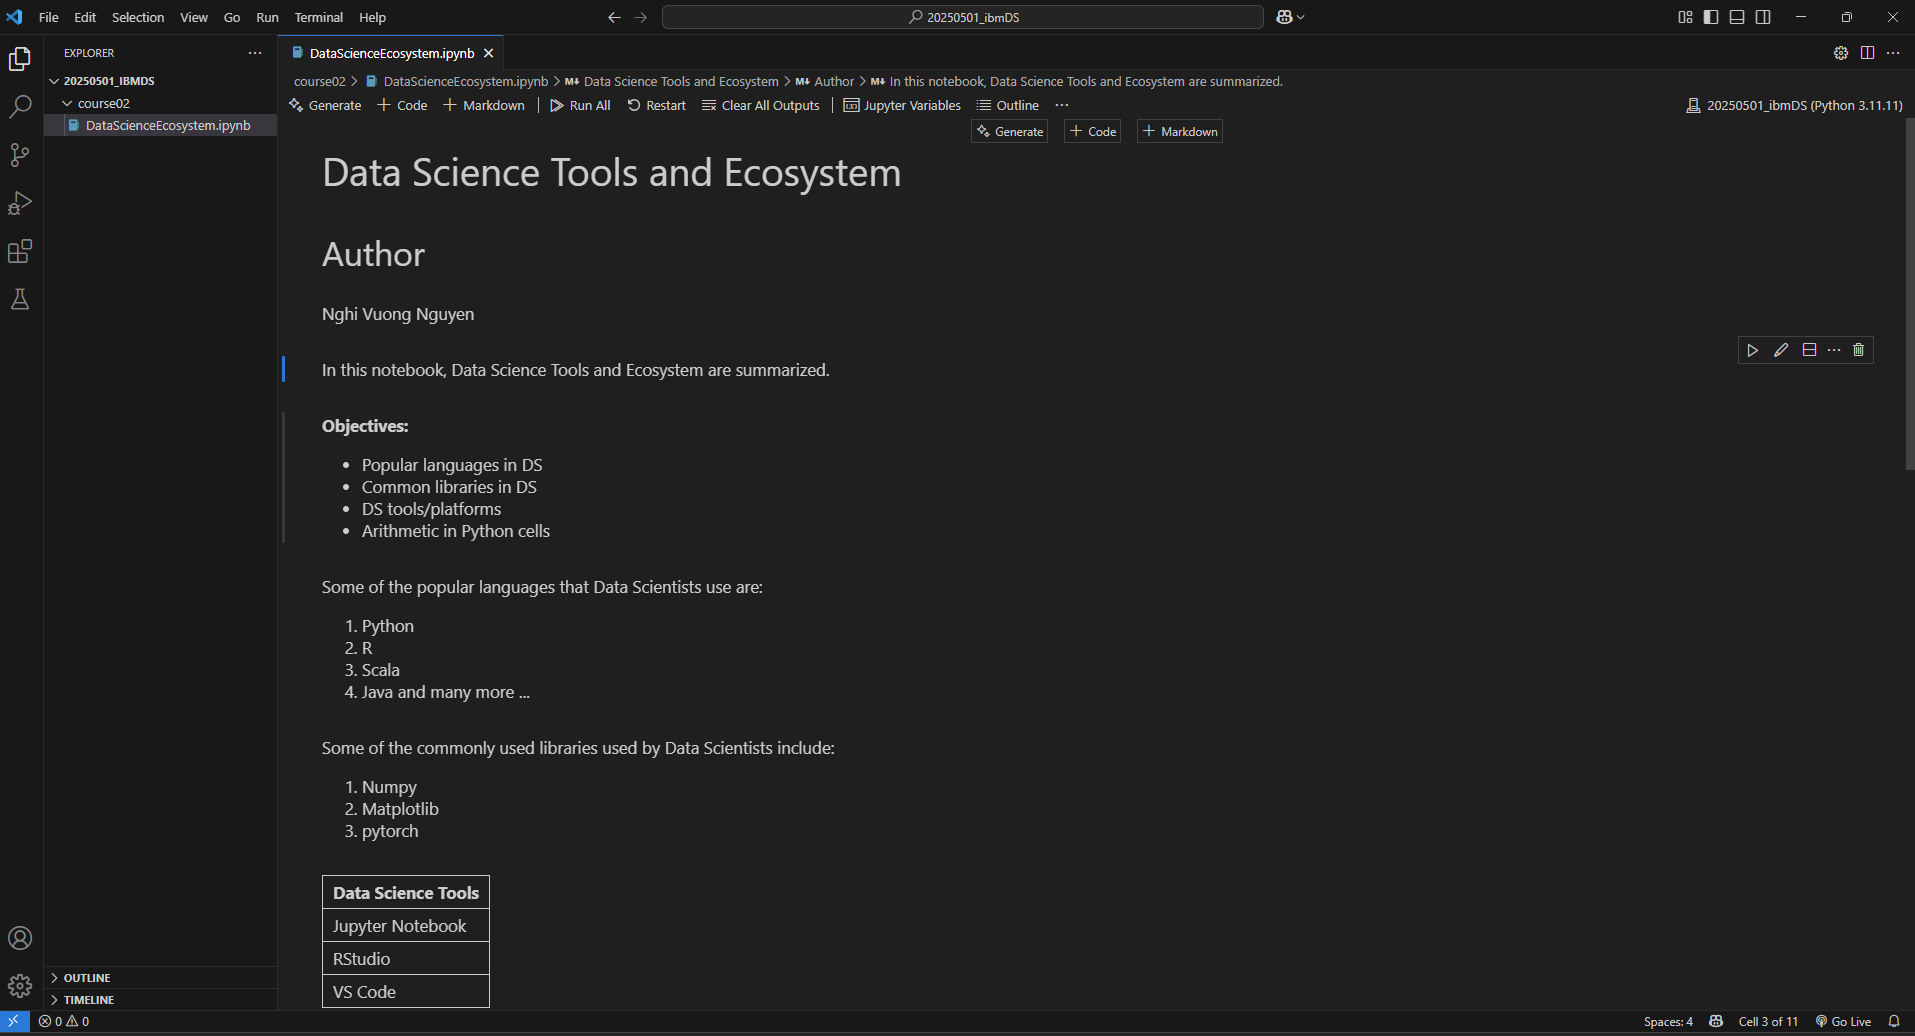 File Edit Selection View Go Run Terminal Help
20250501_ibmDS
EXPLORER
20250501_IBMDS
course02
DataScienceEcosystem.ipynb
OUTLINE
TIMELINE
DataScienceEcosystem.ipynb
course02 > DataScienceEcosystem.ipynb > M↓ Data Science Tools and Ecosystem > M↓ Author > M↓ In this notebook, Data Science Tools and Ecosystem are summarized.
Generate + Code + Markdown | Run All Restart Clear All Outputs | Jupyter Variables Outline ...
20250501_ibmDS (Python 3.11.11)
Generate + Code + Markdown
Data Science Tools and Ecosystem
Author
Nghi Vuong Nguyen
In this notebook, Data Science Tools and Ecosystem are summarized.
Objectives:
• Popular languages in DS
• Common libraries in DS
• DS tools/platforms
• Arithmetic in Python cells
Some of the popular languages that Data Scientists use are:
1. Python
2. R
3. Scala
4. Java and many more ...
Some of the commonly used libraries used by Data Scientists include:
1. Numpy
2. Matplotlib
3. pytorch
Data Science Tools
Jupyter Notebook
RStudio
VS Code
0 0
Spaces: 4 Cell 3 of 11 Go Live